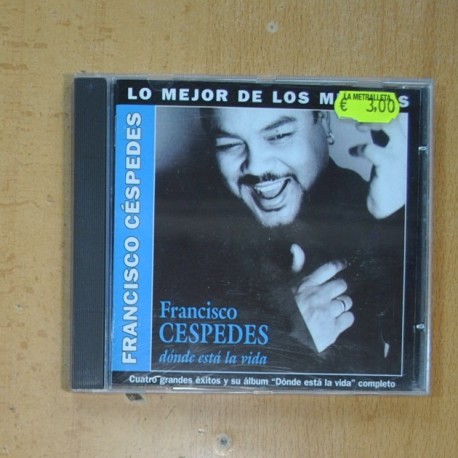 LO MEJOR DE LOS M S
LA METRALLETA
€ 3,00
FRANCISCO CÉSPEDES
Francisco
CESPEDES
dónde está la vida
Cuatro grandes éxitos y su álbum “Dónde está la vida” completo